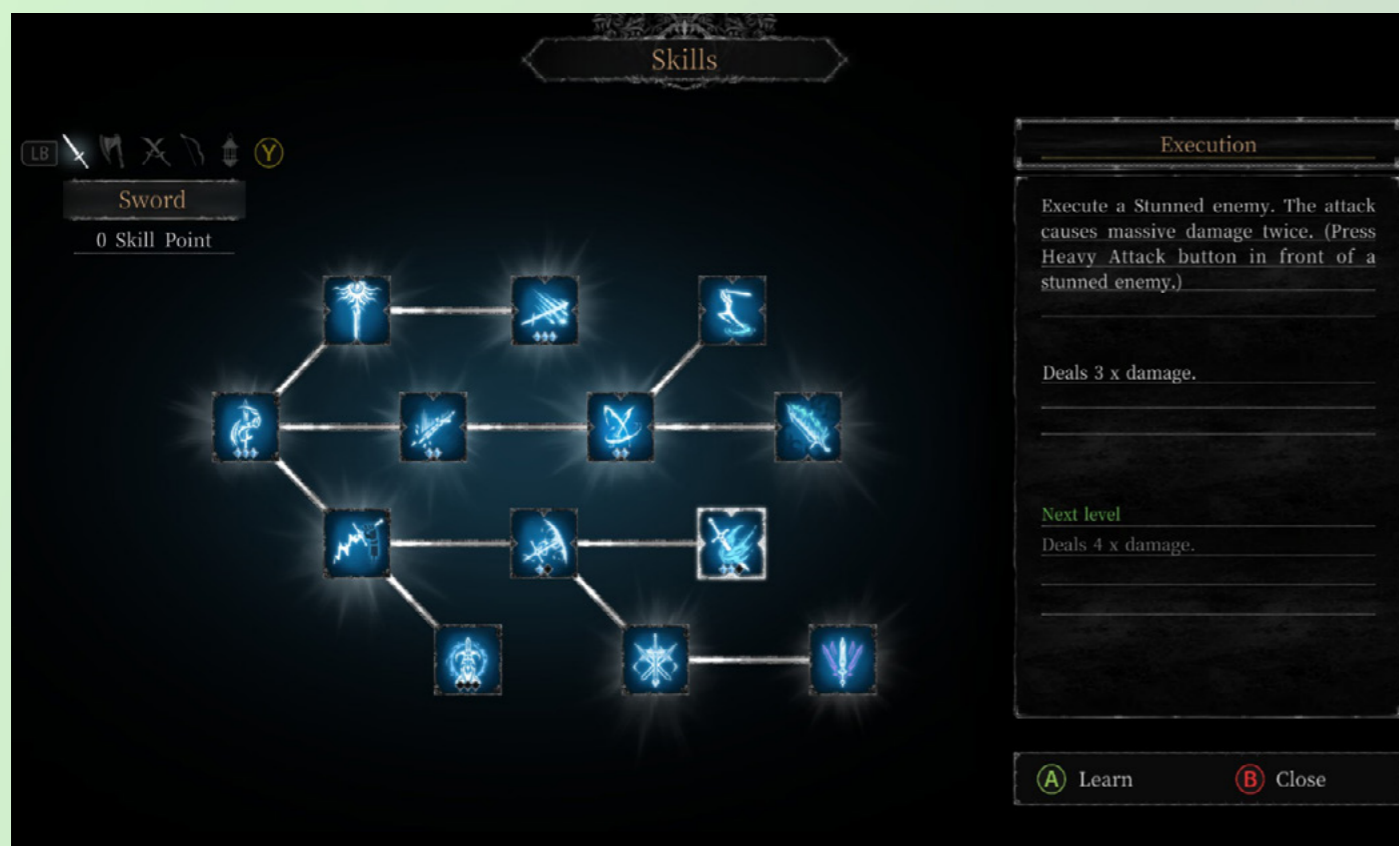 Skills
LB
Y
Sword
0 Skill Point
Execution
Execute a Stunned enemy. The attack
causes massive damage twice. (Press
Heavy Attack button in front of a
stunned enemy.)
Deals 3 x damage.
Next level
Deals 4 x damage.
A Learn
B Close